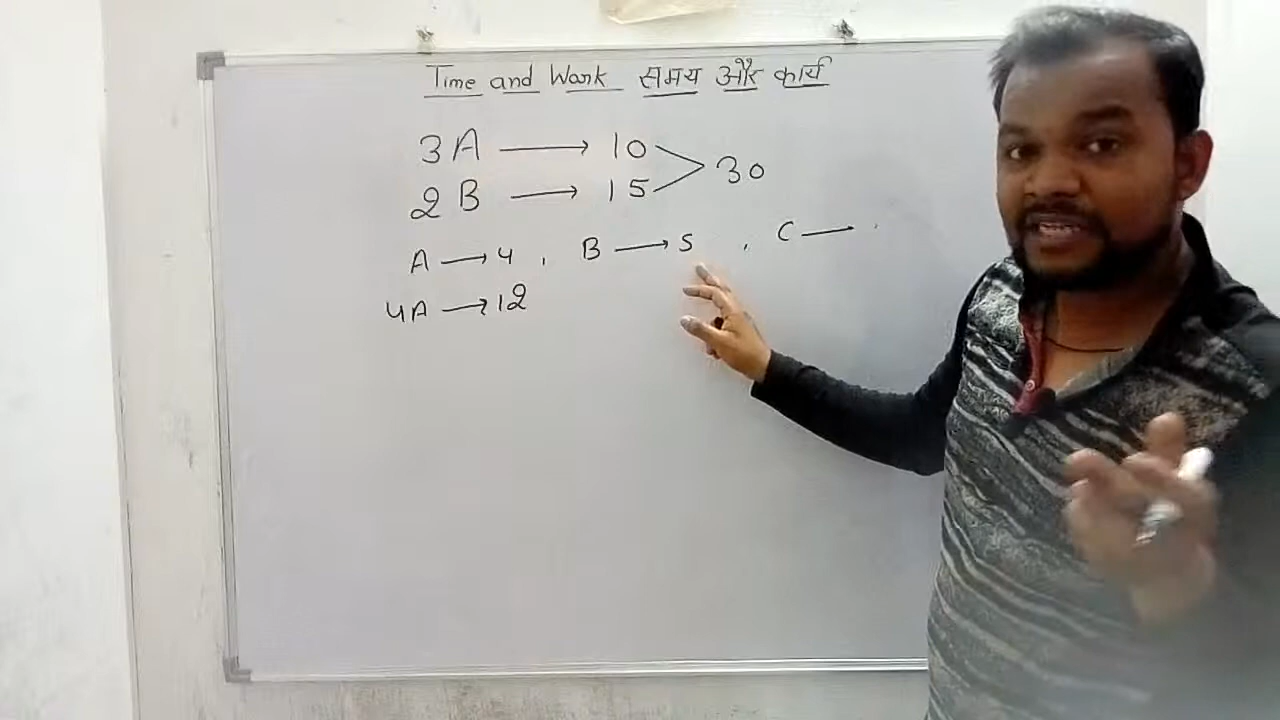 Time and Work समय और कार्य
3A → 10
2B → 15 > 30
A → 4 , B → 5 , C →
4A → 12